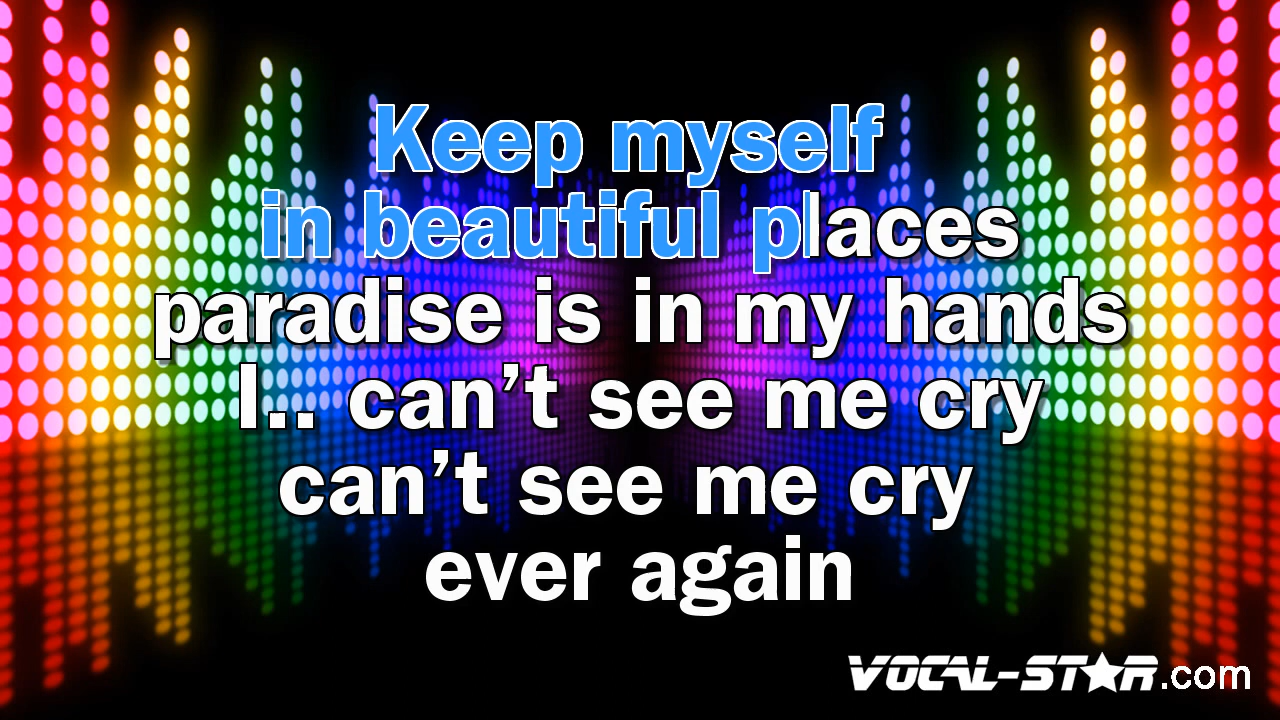 Keep myself
in beautiful places
paradise is in my hands
I.. can’t see me cry
can’t see me cry
ever again
VOCAL-STAR.com